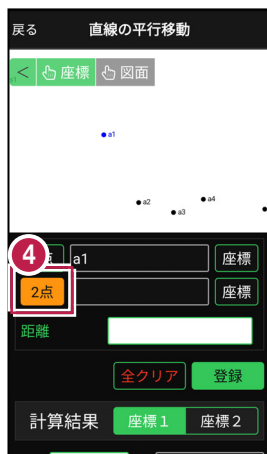 戻る 直線の平行移動
< 座標 図面
a1
a2 a4
a3
4 点 a1 座標
2点 座標
距離
全クリア 登録
計算結果 座標1 座標2